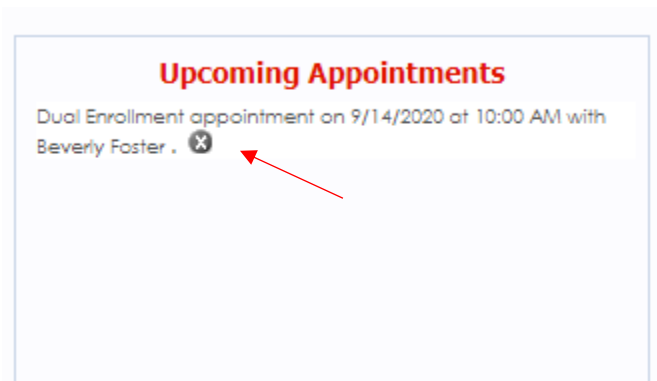 Upcoming Appointments
Dual Enrollment appointment on 9/14/2020 at 10:00 AM with
Beverly Foster .